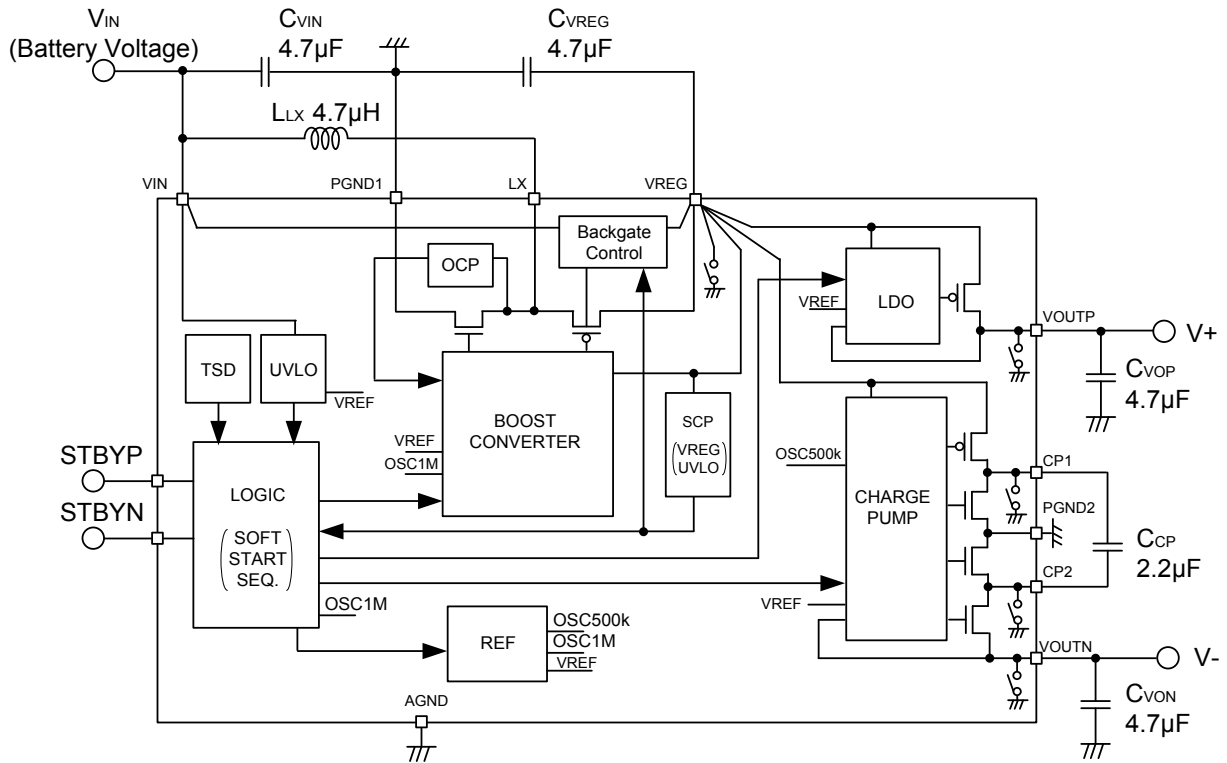 VIN
(Battery Voltage)
CVIN
4.7µF
CVREG
4.7µF
LLX 4.7µH
VIN
PGND1
LX
VREG
Backgate
Control
OCP
LDO
VREF
VOUTP
V+
CVOP
4.7µF
TSD
UVLO
VREF
BOOST
CONVERTER
VREF
OSC1M
SCP
(VREG
UVLO)
STBYP
STBYN
LOGIC
(SOFT
START
SEQ.)
OSC1M
OSC500k
CHARGE
PUMP
VREF
CP1
PGND2
CP2
CCP
2.2µF
REF
OSC500k
OSC1M
VREF
VOUTN
V-
CVON
4.7µF
AGND